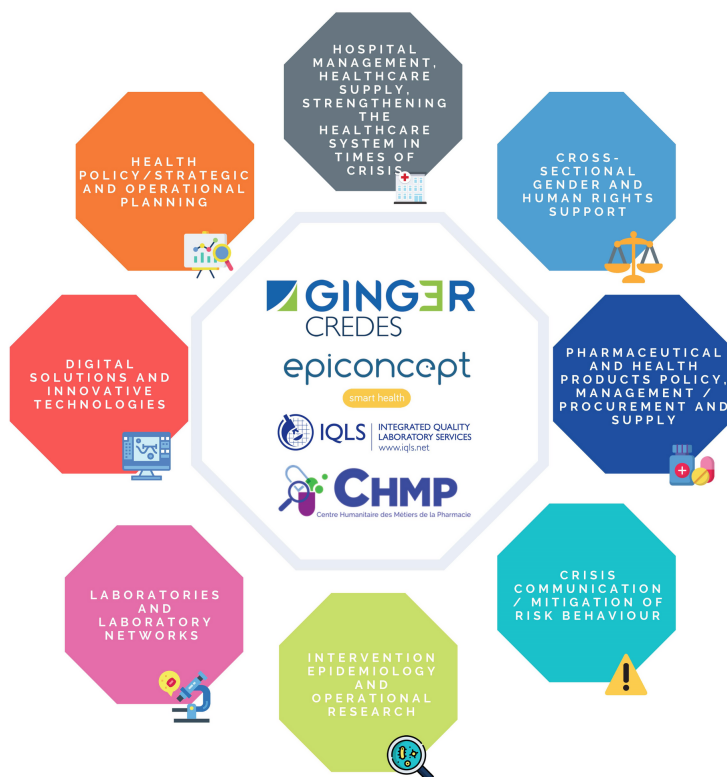 HOSPITAL
MANAGEMENT,
HEALTHCARE
SUPPLY,
STRENGTHENING
THE
HEALTHCARE
SYSTEM IN
TIMES OF
CRISIS
HEALTH
POLICY/STRATEGIC
AND OPERATIONAL
PLANNING
CROSS-
SECTIONAL
GENDER AND
HUMAN RIGHTS
SUPPORT
GINGER
CREDES
epiconcept
smart health
IQLS
INTEGRATED QUALITY
LABORATORY SERVICES
www.iqls.net
CHMP
Centre Humanitaire des Métiers de la Pharmacie
DIGITAL
SOLUTIONS AND
INNOVATIVE
TECHNOLOGIES
PHARMACEUTICAL
AND HEALTH
PRODUCTS POLICY,
MANAGEMENT /
PROCUREMENT AND
SUPPLY
LABORATORIES
AND
LABORATORY
NETWORKS
CRISIS
COMMUNICATION
/ MITIGATION OF
RISK BEHAVIOUR
INTERVENTION
EPIDEMIOLOGY
AND
OPERATIONAL
RESEARCH